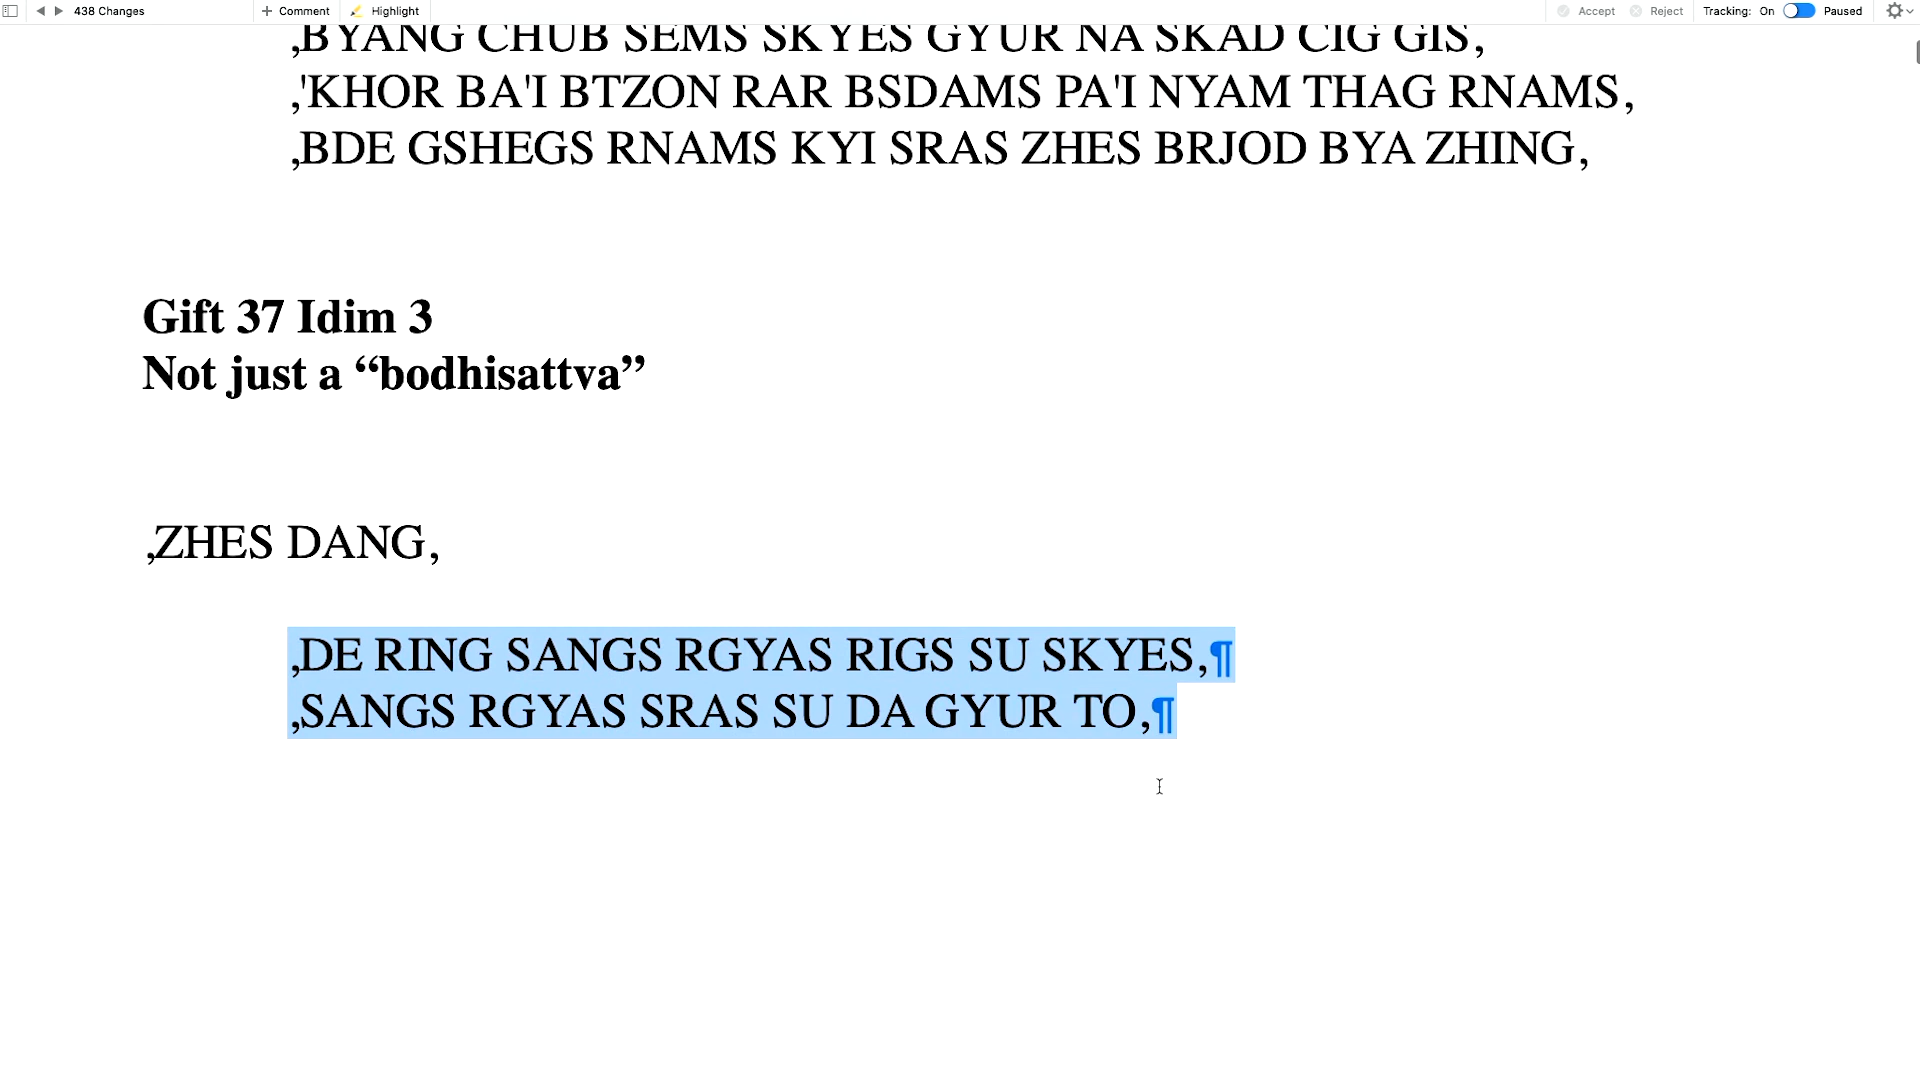 438 Changes + Comment Highlight Accept Reject Tracking: On Paused
,BYANG CHUB SEMS SKYES GYUR NA SKAD CIG GIS,
,'KHOR BA'I BTZON RAR BSDAMS PA'I NYAM THAG RNAMS,
,BDE GSHEGS RNAMS KYI SRAS ZHES BRJOD BYA ZHING,
Gift 37 Idim 3
Not just a “bodhisattva”
,ZHES DANG,
,DE RING SANGS RGYAS RIGS SU SKYES,¶
,SANGS RGYAS SRAS SU DA GYUR TO,¶